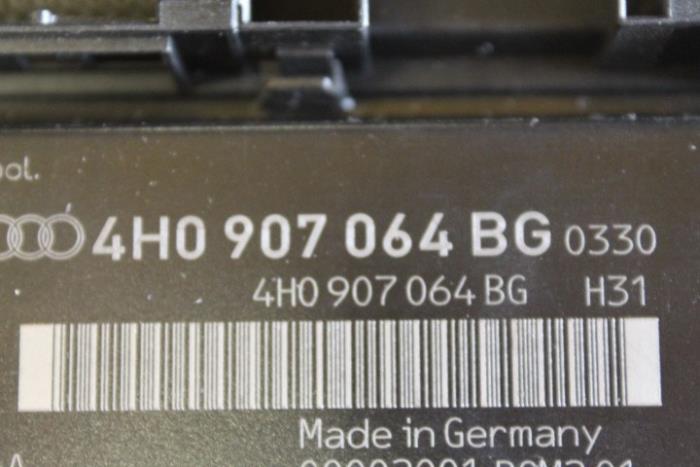 ool.
4H0 907 064 BG 0330
4H0 907 064 BG H31
Made in Germany
A